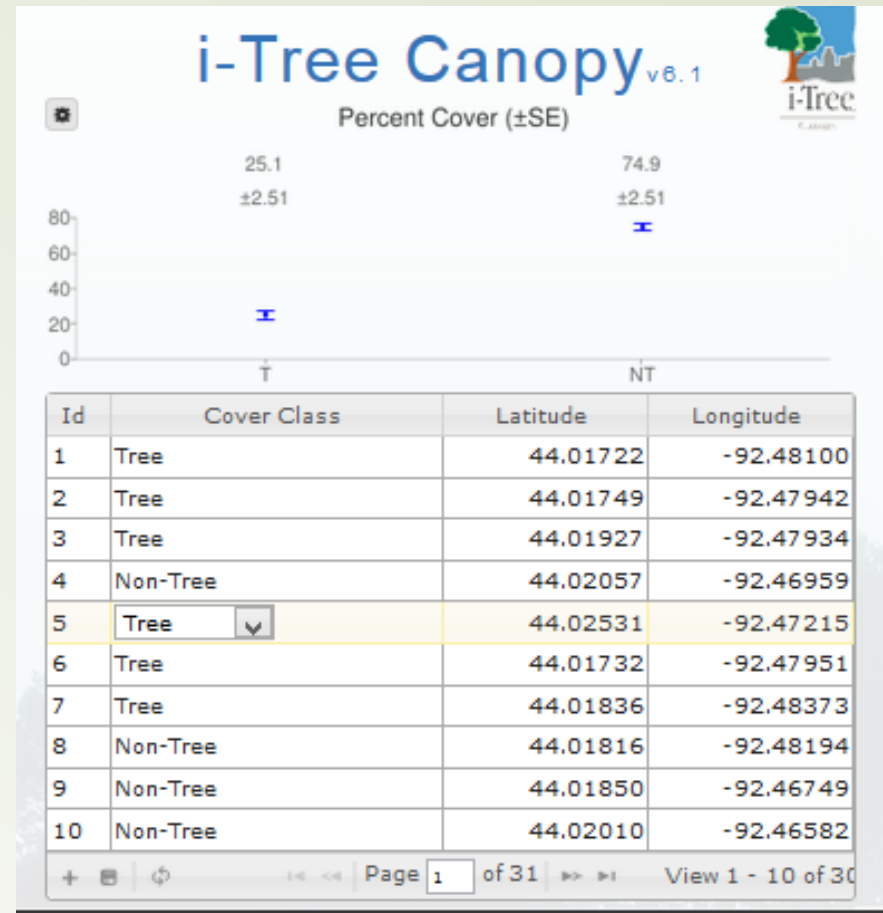 i-Tree Canopy v6.1
i-Tree
Canopy
Percent Cover (±SE)
25.1 74.9
±2.51 ±2.51
80
60
40
20
0
T NT
Id Cover Class Latitude Longitude
1 Tree 44.01722 -92.48100
2 Tree 44.01749 -92.47942
3 Tree 44.01927 -92.47934
4 Non-Tree 44.02057 -92.46959
5 Tree 44.02531 -92.47215
6 Tree 44.01732 -92.47951
7 Tree 44.01836 -92.48373
8 Non-Tree 44.01816 -92.48194
9 Non-Tree 44.01850 -92.46749
10 Non-Tree 44.02010 -92.46582
Page 1 of 31 View 1 - 10 of 30